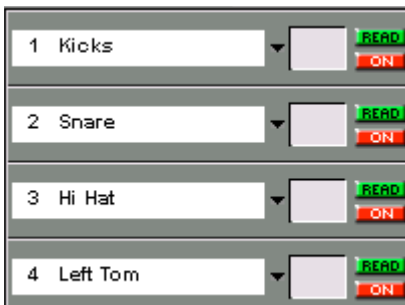 1 Kicks READ
ON
2 Snare READ
ON
3 Hi Hat READ
ON
4 Left Tom READ
ON